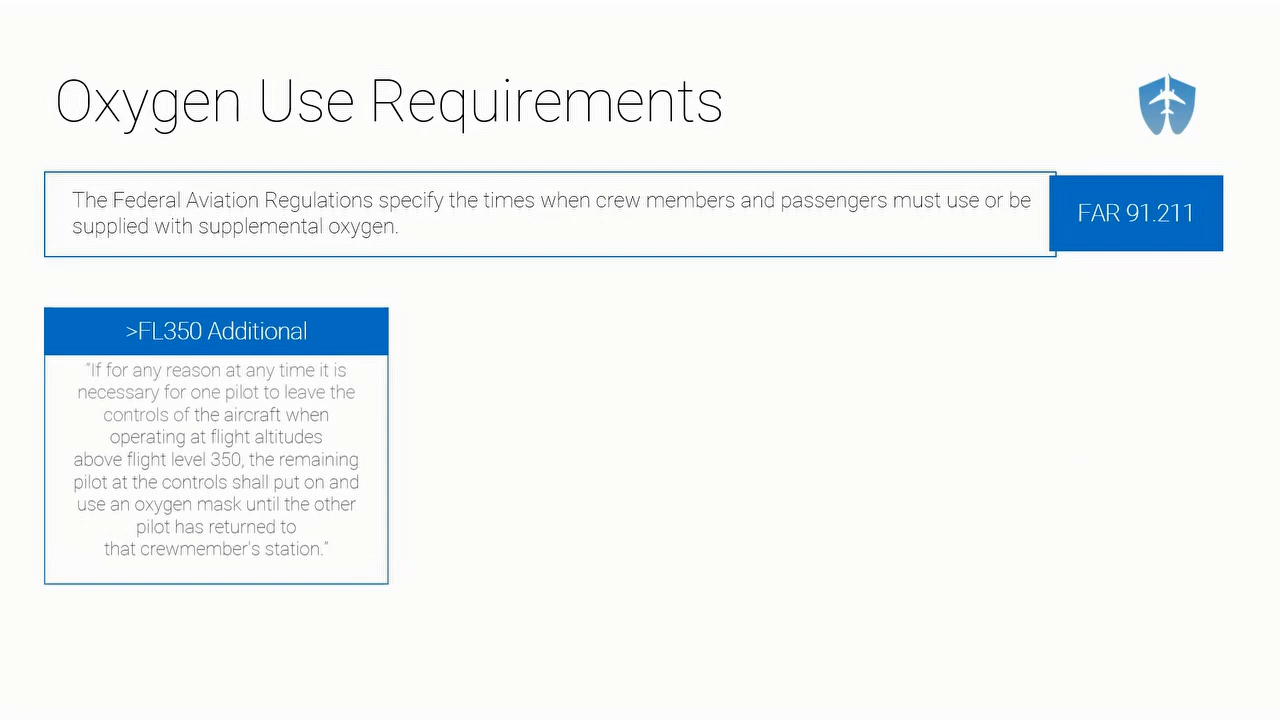 Oxygen Use Requirements
The Federal Aviation Regulations specify the times when crew members and passengers must use or be
supplied with supplemental oxygen.
FAR 91.211
>FL350 Additional
"If for any reason at any time it is
necessary for one pilot to leave the
controls of the aircraft when
operating at flight altitudes
above flight level 350, the remaining
pilot at the controls shall put on and
use an oxygen mask until the other
pilot has returned to
that crewmember's station."